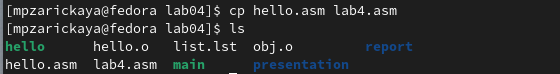 [mpzarickaya@fedora lab04]$ cp hello.asm lab4.asm
[mpzarickaya@fedora lab04]$ ls
hello hello.o list.lst obj.o report
hello.asm lab4.asm main presentation